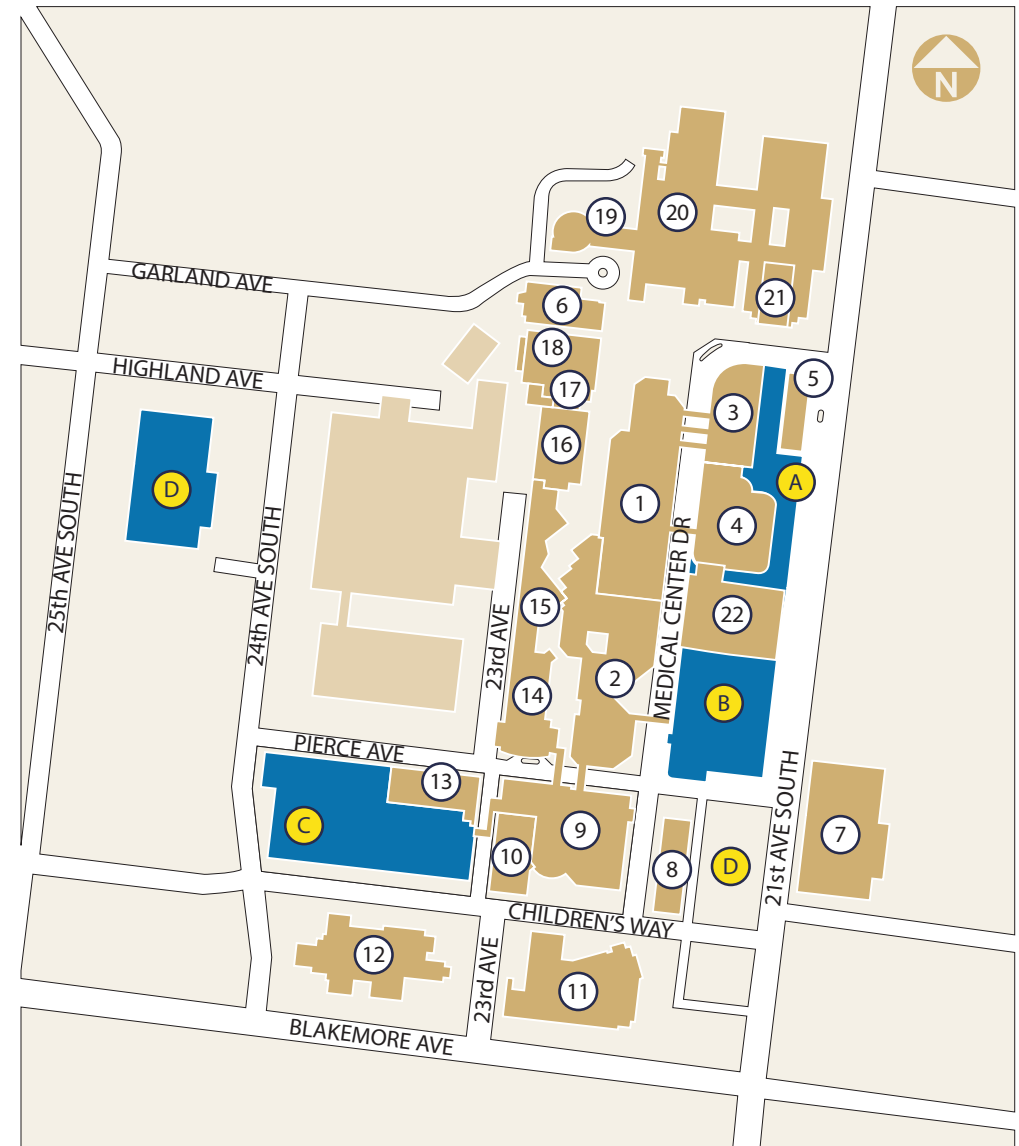 N
19
20
GARLAND AVE
21
6
18
HIGHLAND AVE
17
5
3
16
A
D
1
4
25th AVE SOUTH
24th AVE SOUTH
23rd AVE
15
MEDICAL CENTER DR
22
2
14
B
PIERCE AVE
13
C
9
10
8
D
21st AVE SOUTH
7
CHILDREN'S WAY
12
23rd AVE
11
BLAKEMORE AVE